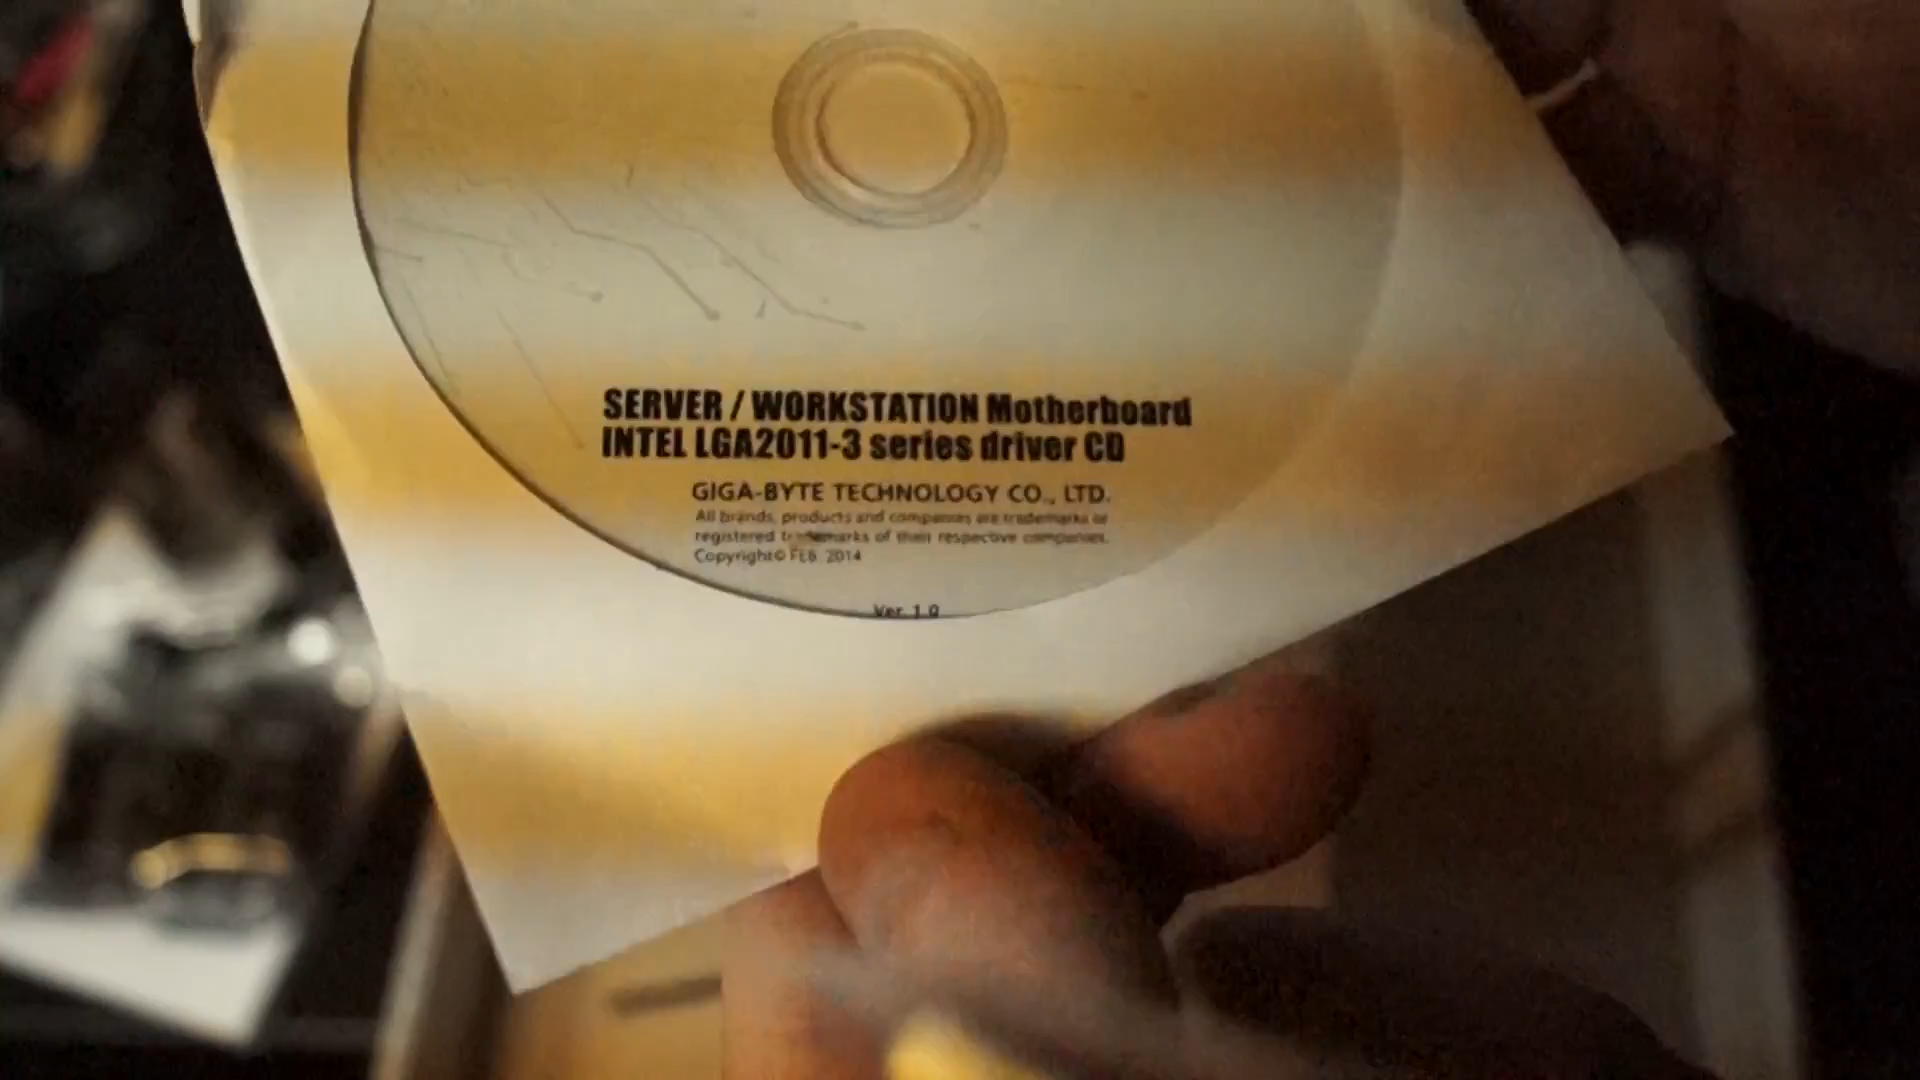 SERVER / WORKSTATION Motherboard
INTEL LGA2011-3 series driver CD
GIGA-BYTE TECHNOLOGY CO., LTD.
All brands, products and companies are trademarks or
registered trademarks of their respective companies.
Copyright© FEB. 2014
Ver. 1.0